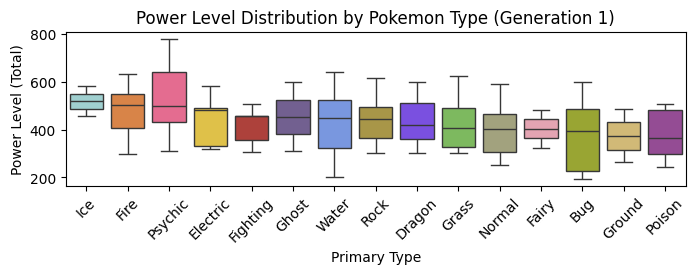 Power Level Distribution by Pokemon Type (Generation 1)
Power Level (Total)
800
600
400
200
Ice
Fire
Psychic
Electric
Fighting
Ghost
Water
Rock
Dragon
Grass
Normal
Fairy
Bug
Ground
Poison
Primary Type